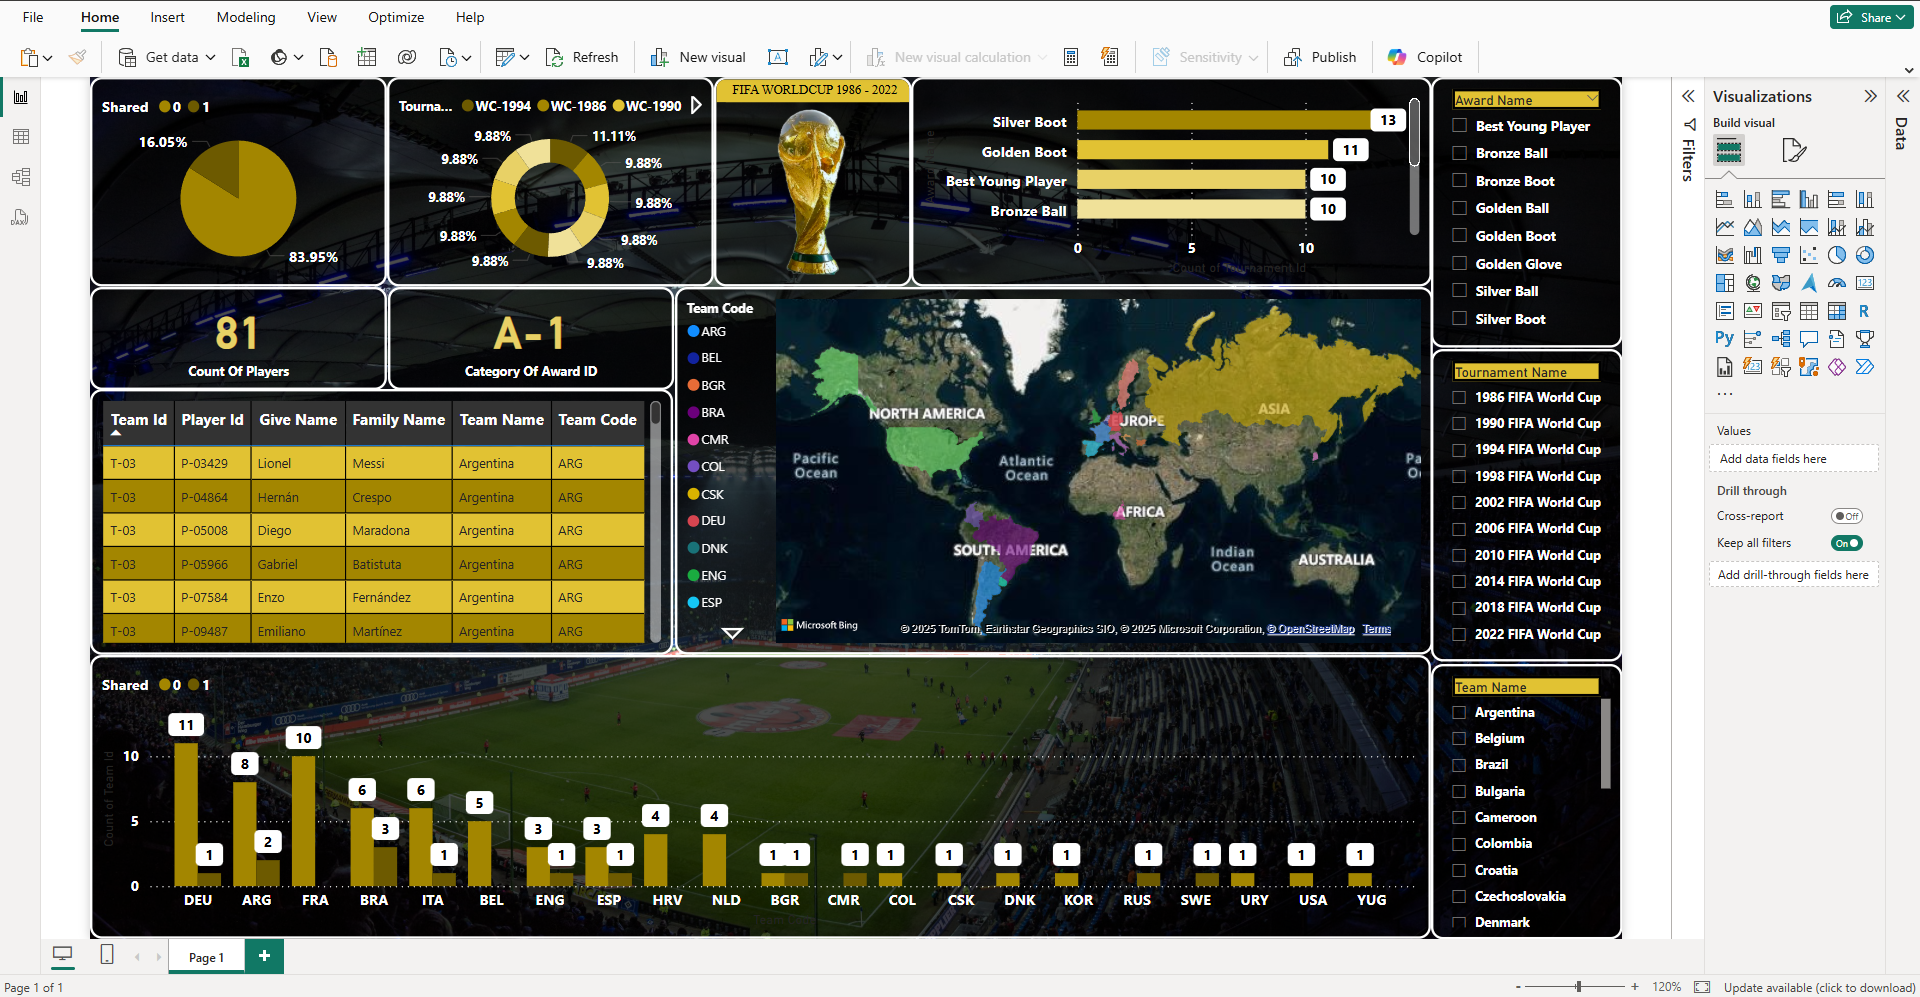 File Home Insert Modeling View Optimize Help
Share
Get data
Refresh
New visual
New visual calculation
Sensitivity
Publish
Copilot
Shared 0 1
16.05%
83.95%
Tourna... WC-1994 WC-1986 WC-1990
9.88% 11.11%
9.88% 9.88%
9.88% 9.88%
9.88% 9.88%
9.88% 9.88%
FIFA WORLDCUP 1986 - 2022
Silver Boot 13
Golden Boot 11
Best Young Player 10
Bronze Ball 10
0 5 10
Count of Tournament Id
Award Name
Best Young Player
Bronze Ball
Bronze Boot
Golden Ball
Golden Boot
Golden Glove
Silver Ball
Silver Boot
81
Count Of Players
A-1
Category Of Award ID
Team Id Player Id Give Name Family Name Team Name Team Code
T-03 P-03429 Lionel Messi Argentina ARG
T-03 P-04864 Hernán Crespo Argentina ARG
T-03 P-05008 Diego Maradona Argentina ARG
T-03 P-05966 Gabriel Batistuta Argentina ARG
T-03 P-07584 Enzo Fernández Argentina ARG
T-03 P-09487 Emiliano Martínez Argentina ARG
Team Code
ARG
BEL
BGR
BRA
CMR
COL
CSK
DEU
DNK
ENG
ESP
NORTH AMERICA
EUROPE
ASIA
Pacific
Ocean
Atlantic
Ocean
AFRICA
SOUTH AMERICA
Indian
Ocean
AUSTRALIA
Pa
Oc
Microsoft Bing
© 2025 TomTom, Earthstar Geographics SIO, © 2025 Microsoft Corporation, © OpenStreetMap Terms
Tournament Name
1986 FIFA World Cup
1990 FIFA World Cup
1994 FIFA World Cup
1998 FIFA World Cup
2002 FIFA World Cup
2006 FIFA World Cup
2010 FIFA World Cup
2014 FIFA World Cup
2018 FIFA World Cup
2022 FIFA World Cup
Shared 0 1
Count of Team Id
10
5
0
11 1 8 2 10 6 3 6 1 5 3 1 3 1 4 4 1 1 1 1 1 1 1 1 1 1 1 1
DEU ARG FRA BRA ITA BEL ENG ESP HRV NLD BGR CMR COL CSK DNK KOR RUS SWE URY USA YUG
Team Name
Argentina
Belgium
Brazil
Bulgaria
Cameroon
Colombia
Croatia
Czechoslovakia
Denmark
Filters
Visualizations
Build visual
123
R
Py
123
...
Values
Add data fields here
Drill through
Cross-report Off
Keep all filters On
Add drill-through fields here
Data
Page 1
+
Page 1 of 1
- + 120%
Update available (click to download)